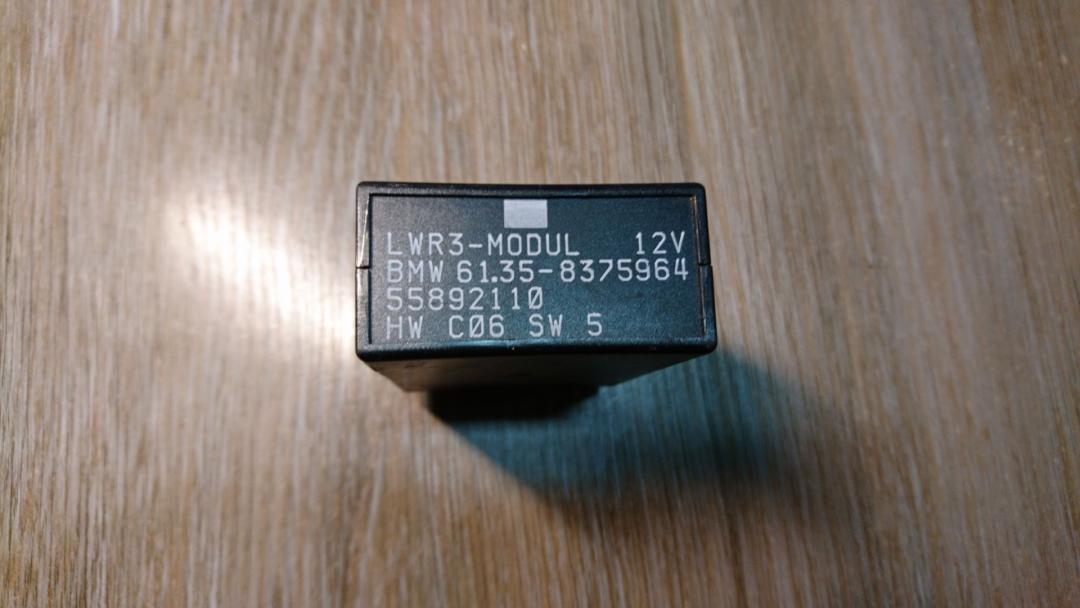 LWR3-MODUL 12V
BMW 61.35-8375964
55892110
HW C06 SW 5